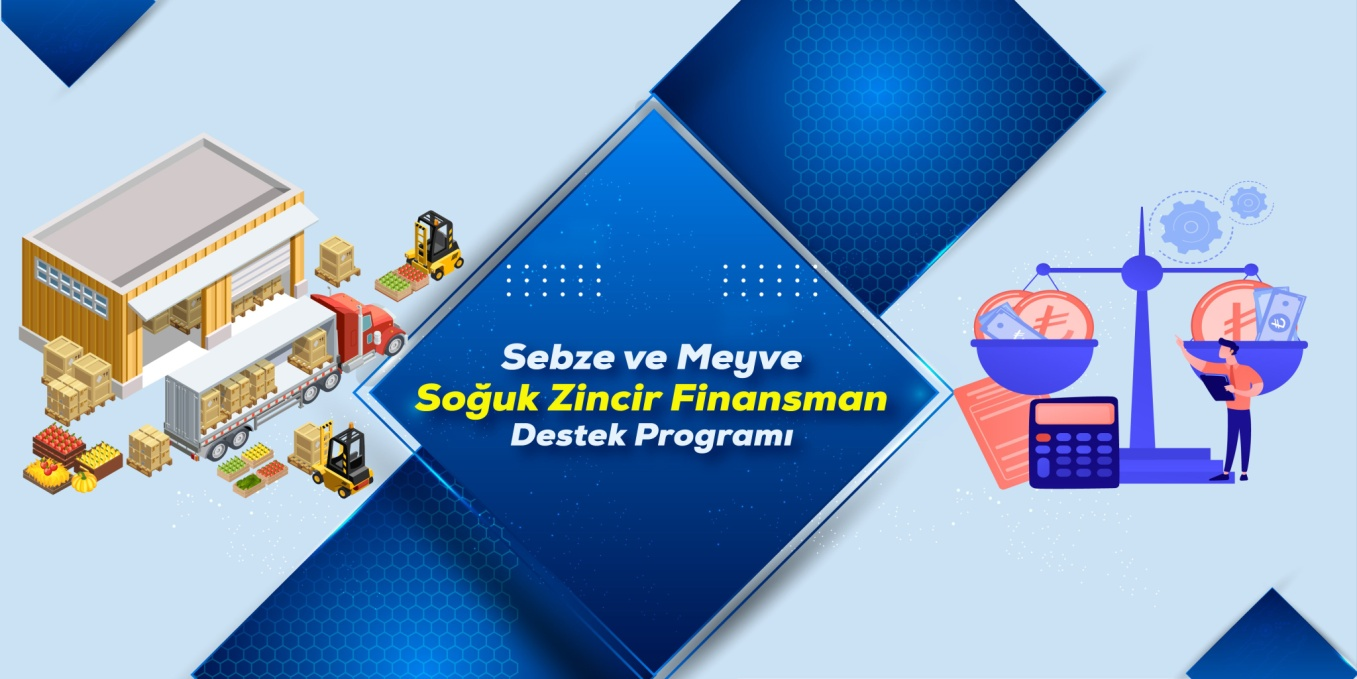 Sebze ve Meyve
Soğuk Zincir Finansman
Destek Programı